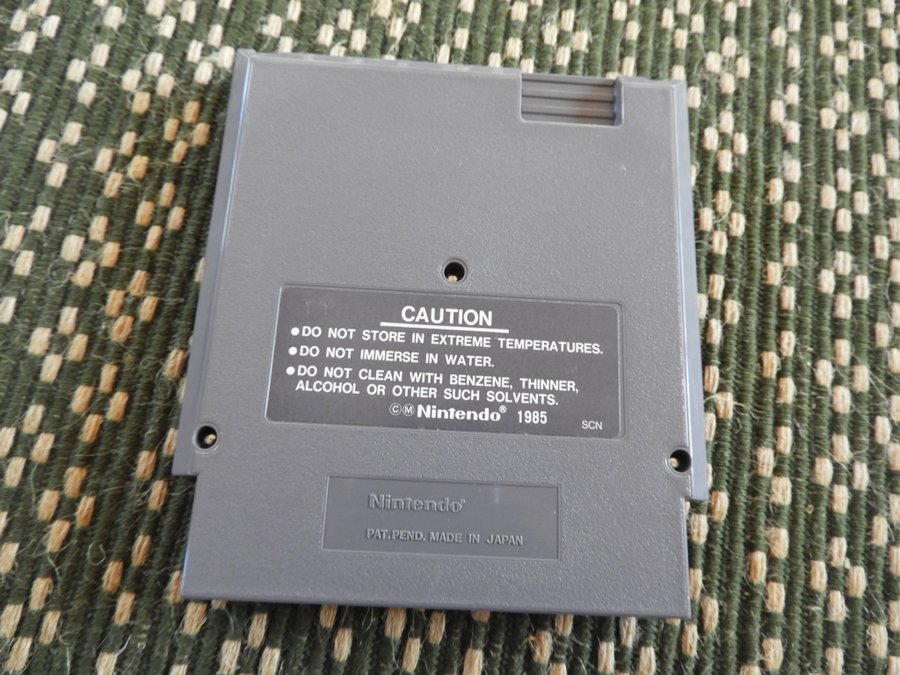 CAUTION
●DO NOT STORE IN EXTREME TEMPERATURES.
●DO NOT IMMERSE IN WATER.
●DO NOT CLEAN WITH BENZENE, THINNER,
ALCOHOL OR OTHER SUCH SOLVENTS.
ⒸⓂ Nintendo® 1985
SCN
Nintendo®
PAT.PEND. MADE IN JAPAN